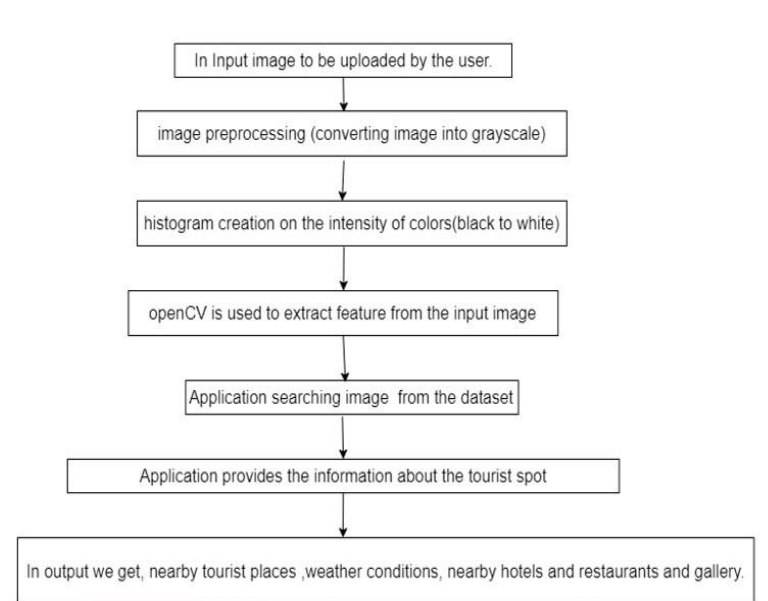 In Input image to be uploaded by the user.
image preprocessing (converting image into grayscale)
histogram creation on the intensity of colors(black to white)
openCV is used to extract feature from the input image
Application searching image from the dataset
Application provides the information about the tourist spot
In output we get, nearby tourist places ,weather conditions, nearby hotels and restaurants and gallery.